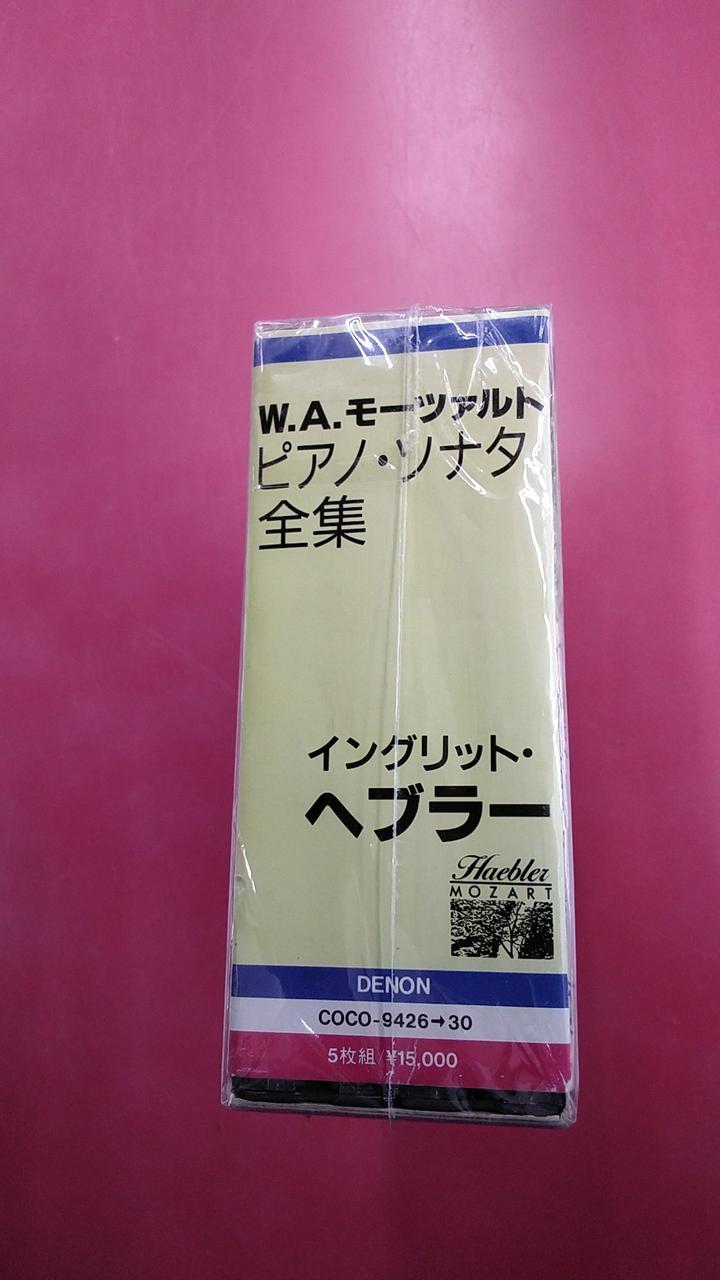 W.A.モーツァルト
ピアノ・ソナタ
全集
イングリット・
ヘブラー
Haebler
MOZART
DENON
COCO-9426→30
5枚組/¥15,000